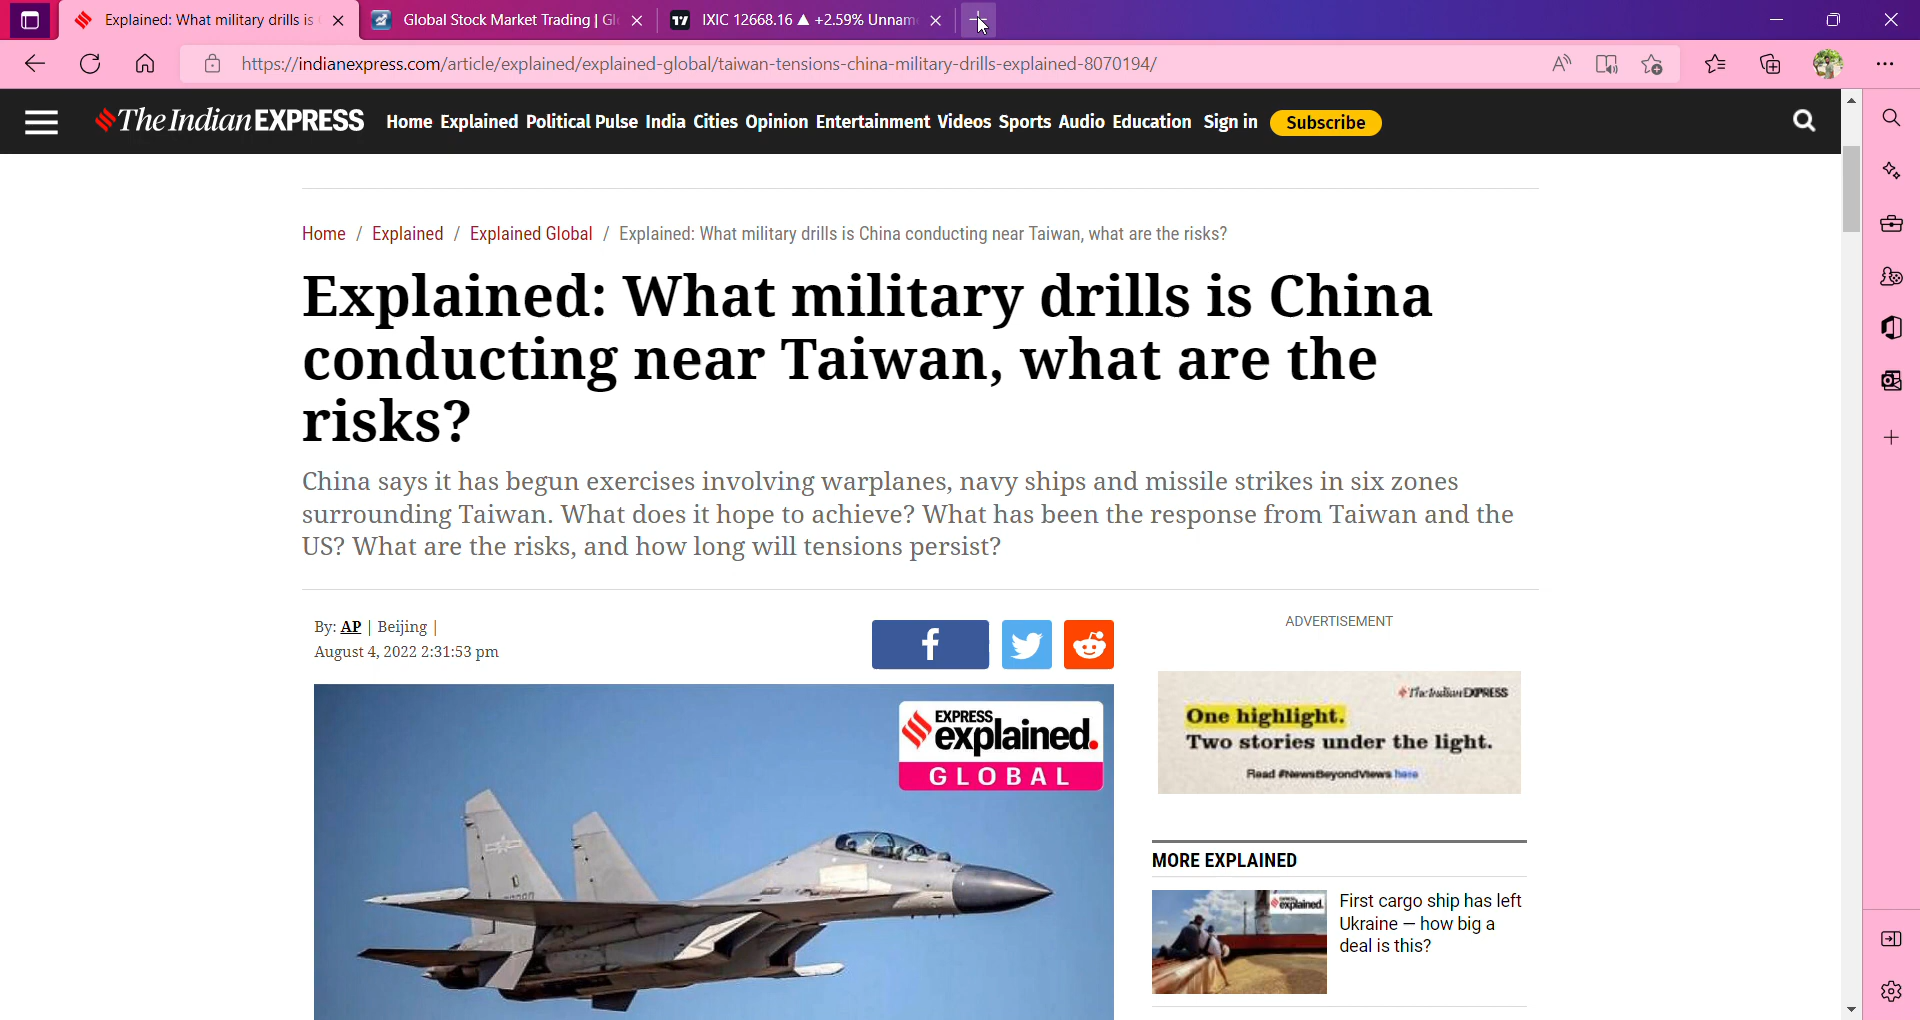 Explained: What military drills is
Global Stock Market Trading | Gl
IXIC 12668.16 ▲ +2.59% Unnam
https://indianexpress.com/article/explained/explained-global/taiwan-tensions-china-military-drills-explained-8070194/
The Indian EXPRESS
Home Explained Political Pulse India Cities Opinion Entertainment Videos Sports Audio Education Sign in Subscribe
Home / Explained / Explained Global / Explained: What military drills is China conducting near Taiwan, what are the risks?
Explained: What military drills is China
conducting near Taiwan, what are the
risks?
China says it has begun exercises involving warplanes, navy ships and missile strikes in six zones
surrounding Taiwan. What does it hope to achieve? What has been the response from Taiwan and the
US? What are the risks, and how long will tensions persist?
By: AP | Beijing |
August 4, 2022 2:31:53 pm
EXPRESS
explained.
GLOBAL
ADVERTISEMENT
The Indian EXPRESS
One highlight.
Two stories under the light.
Read #NewsBeyondViews here
MORE EXPLAINED
explained.
First cargo ship has left
Ukraine — how big a
deal is this?